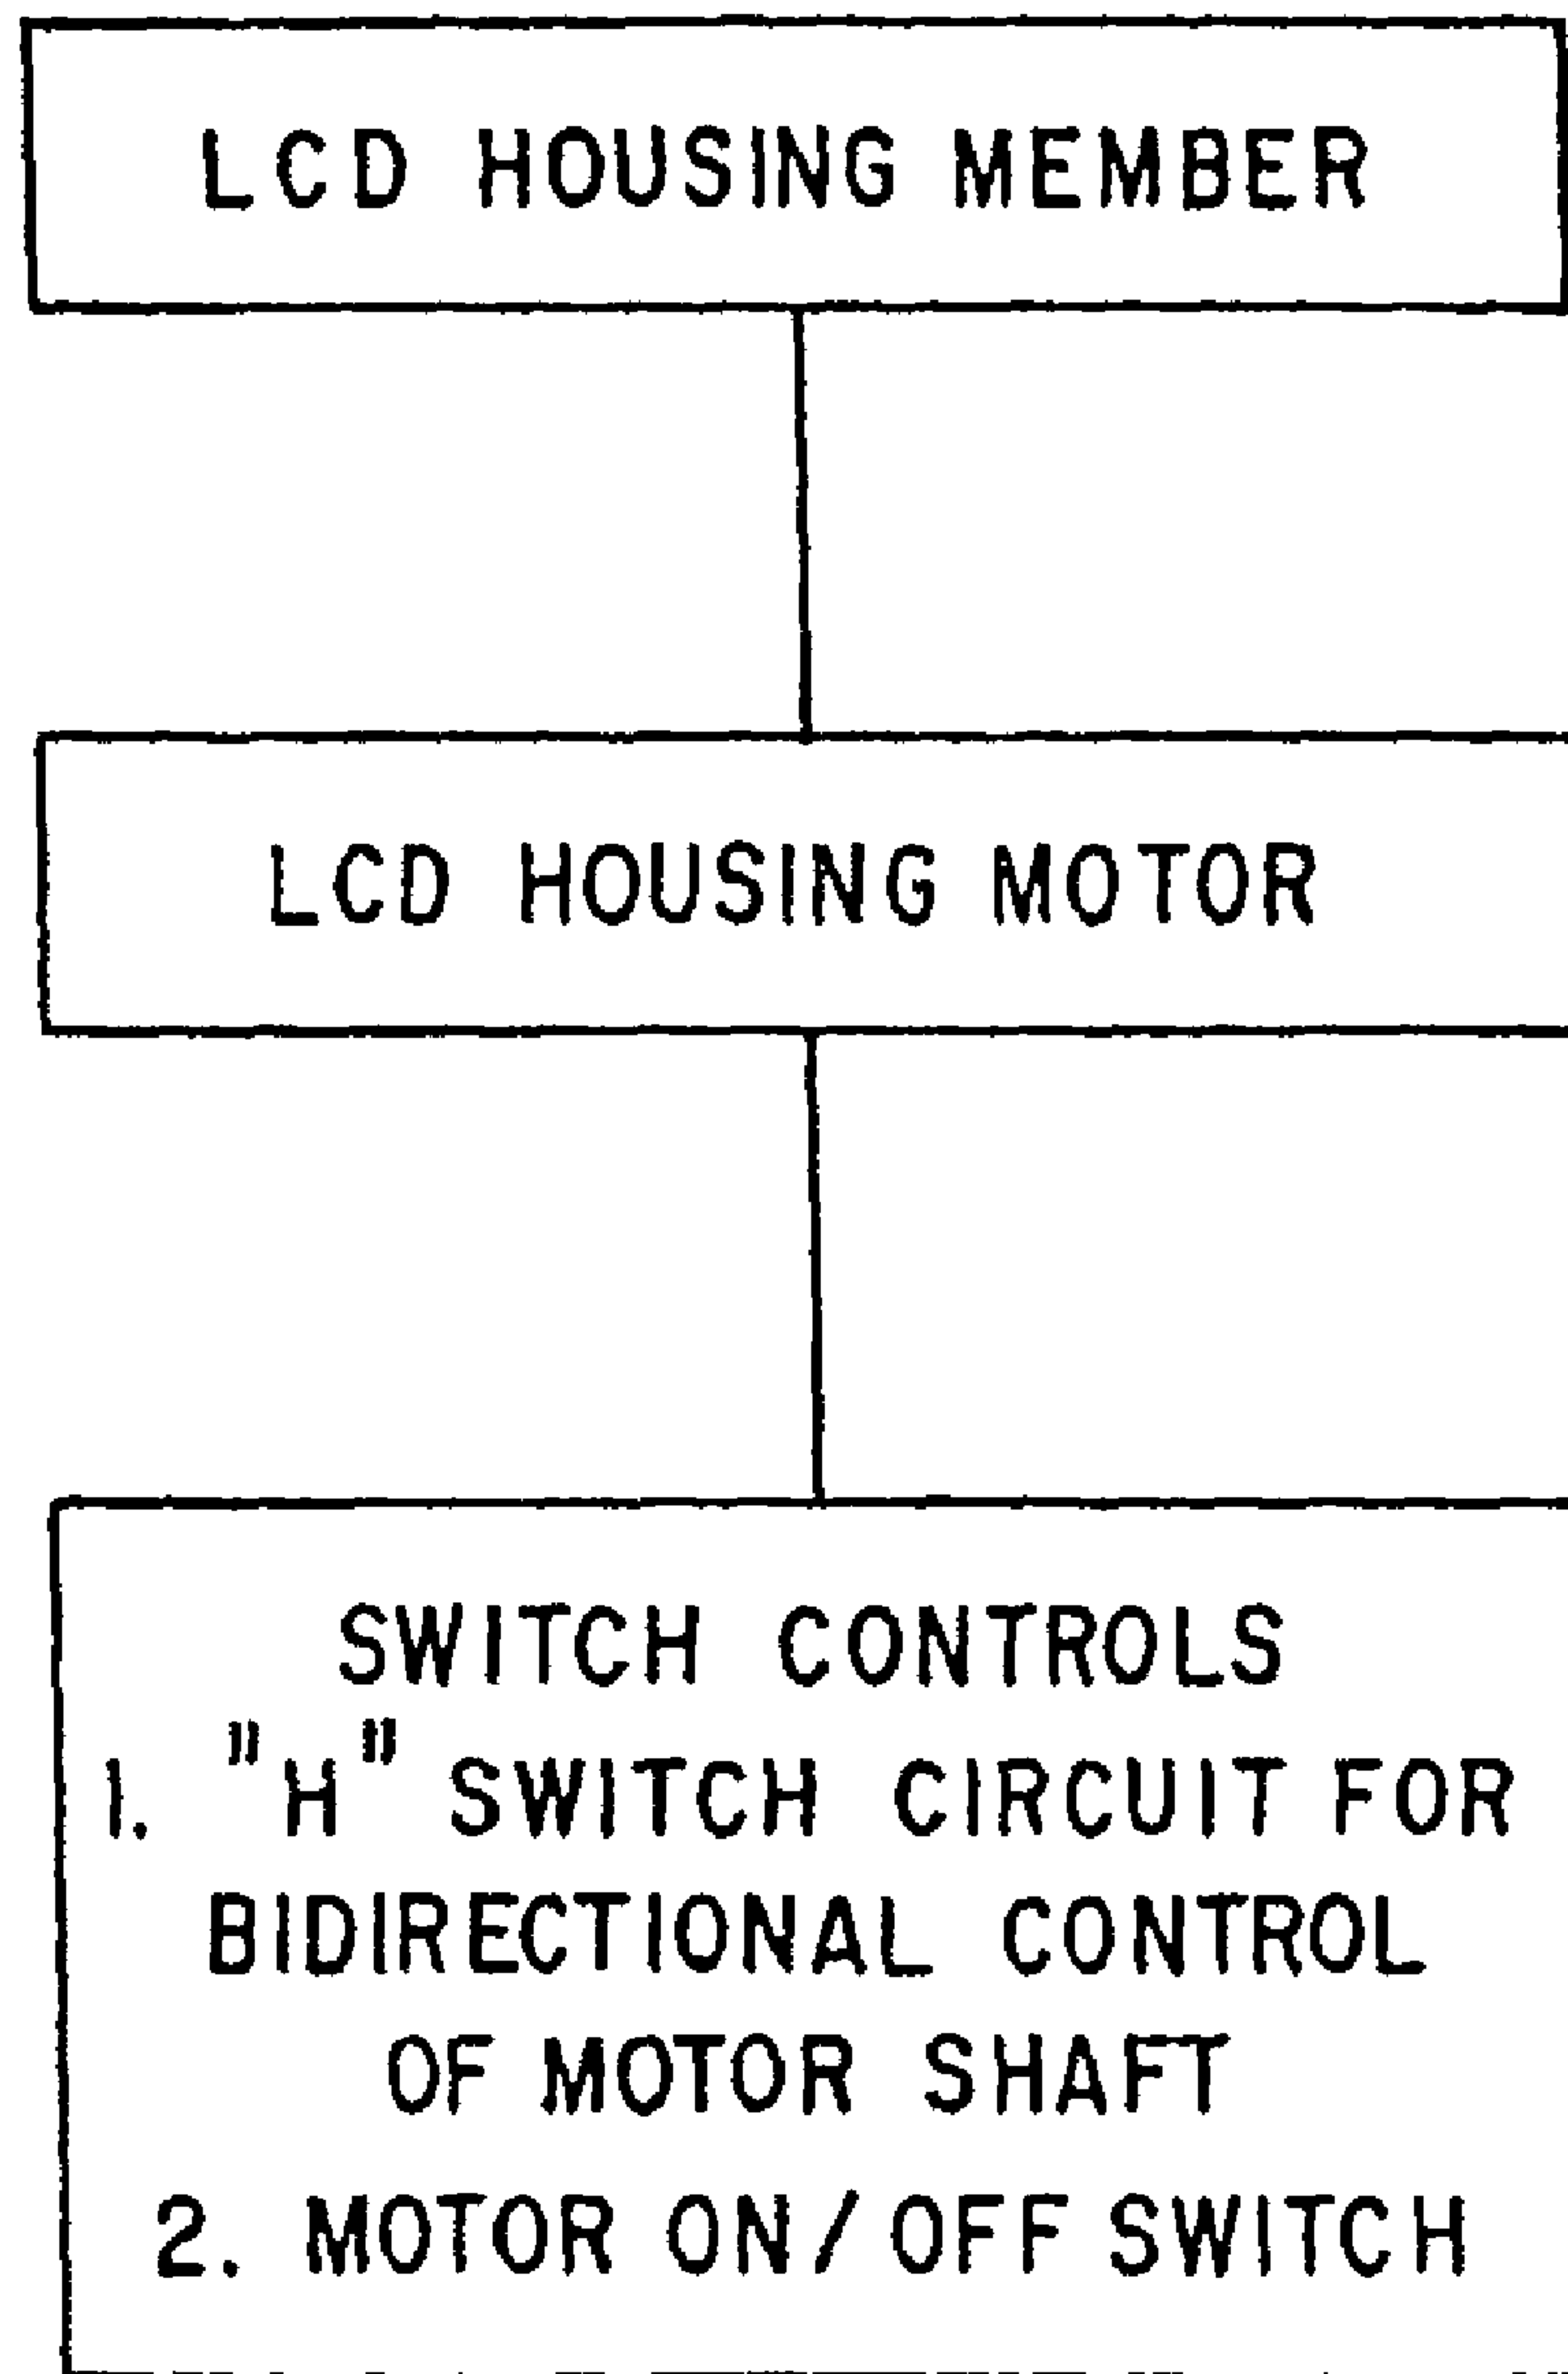 LCD HOUSING MEMBER
LCD HOUSING MOTOR
SWITCH CONTROLS
1. "H" SWITCH CIRCUIT FOR
BIDIRECTIONAL CONTROL
OF MOTOR SHAFT
2. MOTOR ON/OFF SWITCH